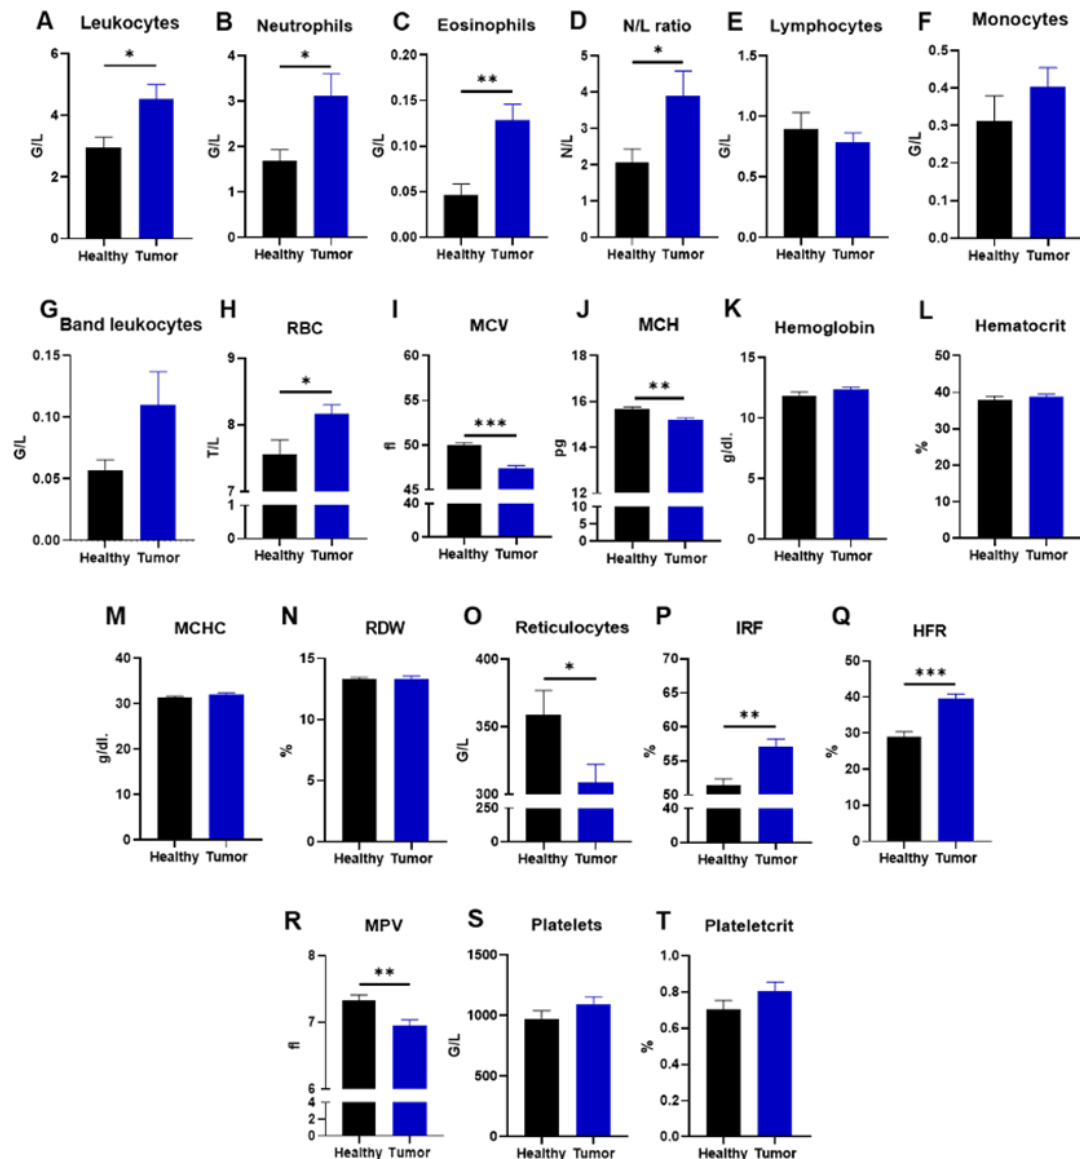 A Leukocytes
6
4
2
0
G/L
*
Healthy Tumor
B Neutrophils
4
3
2
1
0
G/L
*
Healthy Tumor
C Eosinophils
0.20
0.15
0.10
0.05
0.00
G/L
**
Healthy Tumor
D N/L ratio
5
4
3
2
1
0
N/L
*
Healthy Tumor
E Lymphocytes
1.5
1.0
0.5
0.0
G/L
Healthy Tumor
F Monocytes
0.5
0.4
0.3
0.2
0.1
0.0
G/L
Healthy Tumor
G Band leukocytes
0.15
0.10
0.05
0.00
G/L
Healthy Tumor
H RBC
9
8
7
1
0
T/L
*
Healthy Tumor
I MCV
60
55
50
45
40
0
fl
***
Healthy Tumor
J MCH
18
16
14
12
10
5
0
pg
**
Healthy Tumor
K Hemoglobin
15
10
5
0
g/dl.
Healthy Tumor
L Hematocrit
50
40
30
20
10
0
%
Healthy Tumor
M MCHC
40
30
20
10
0
g/dl.
Healthy Tumor
N RDW
15
10
5
0
%
Healthy Tumor
O Reticulocytes
400
350
300
250
0
G/L
*
Healthy Tumor
P IRF
70
65
60
55
50
40
0
%
**
Healthy Tumor
Q HFR
50
40
30
20
10
0
%
***
Healthy Tumor
R MPV
8
7
6
4
2
0
fl
**
Healthy Tumor
S Platelets
1500
1000
500
0
G/L
Healthy Tumor
T Plateletcrit
1.0
0.8
0.6
0.4
0.2
0.0
%
Healthy Tumor